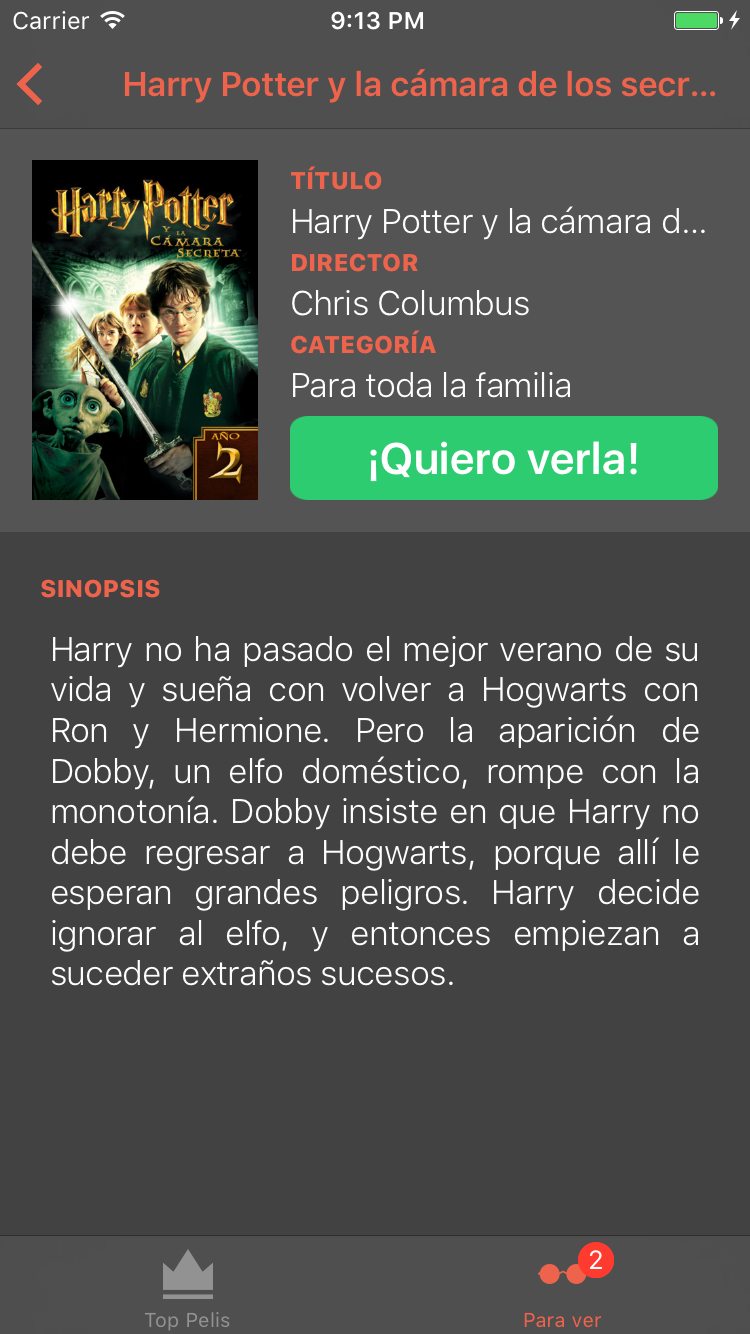 Carrier
9:13 PM
Harry Potter y la cámara de los secr...
Harry Potter
Y LA
CÁMARA
SECRETA
AÑO
2
TÍTULO
Harry Potter y la cámara d...
DIRECTOR
Chris Columbus
CATEGORÍA
Para toda la familia
¡Quiero verla!
SINOPSIS
Harry no ha pasado el mejor verano de su
vida y sueña con volver a Hogwarts con
Ron y Hermione. Pero la aparición de
Dobby, un elfo doméstico, rompe con la
monotonía. Dobby insiste en que Harry no
debe regresar a Hogwarts, porque allí le
esperan grandes peligros. Harry decide
ignorar al elfo, y entonces empiezan a
suceder extraños sucesos.
2
Top Pelis
Para ver